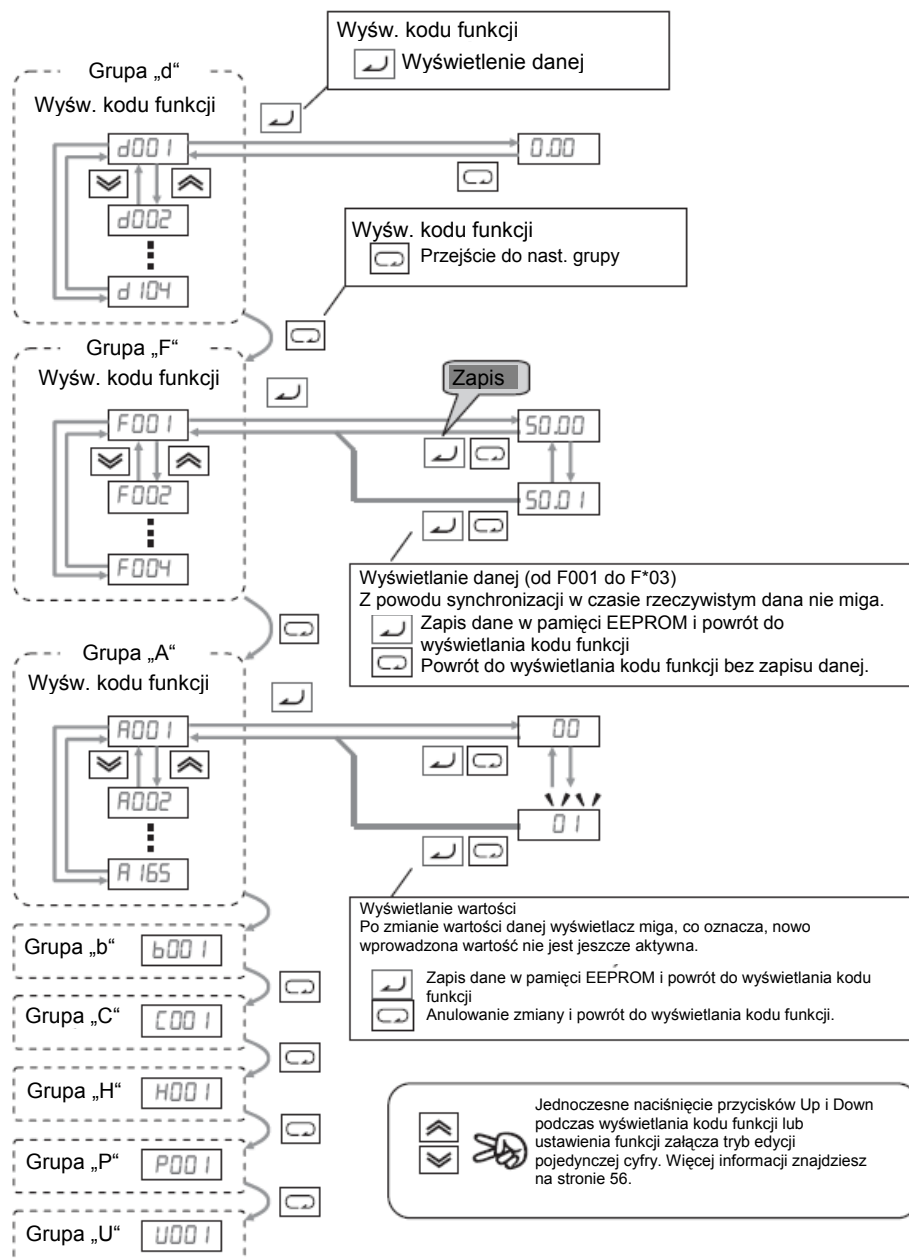 Wyśw. kodu funkcji
Wyświetlenie danej
Grupa „d“
Wyśw. kodu funkcji
d001
0.00
d002
d104
Wyśw. kodu funkcji
Przejście do nast. grupy
Grupa „F“
Wyśw. kodu funkcji
Zapis
F001
50.00
F002
50.01
F004
Wyświetlanie danej (od F001 do F*03)
Z powodu synchronizacji w czasie rzeczywistym dana nie miga.
Zapis dane w pamięci EEPROM i powrót do
wyświetlania kodu funkcji
Powrót do wyświetlania kodu funkcji bez zapisu danej.
Grupa „A“
Wyśw. kodu funkcji
A001
00
A002
01
A165
Wyświetlanie wartości
Po zmianie wartości danej wyświetlacz miga, co oznacza, nowo
wprowadzona wartość nie jest jeszcze aktywna.
Zapis dane w pamięci EEPROM i powrót do wyświetlania kodu
funkcji
Anulowanie zmiany i powrót do wyświetlania kodu funkcji.
Grupa „b“ b001
Grupa „C“ C001
Grupa „H“ H001
Grupa „P“ P001
Grupa „U“ U001
Jednoczesne naciśnięcie przycisków Up i Down
podczas wyświetlania kodu funkcji lub
ustawienia funkcji załącza tryb edycji
pojedynczej cyfry. Więcej informacji znajdziesz
na stronie 56.